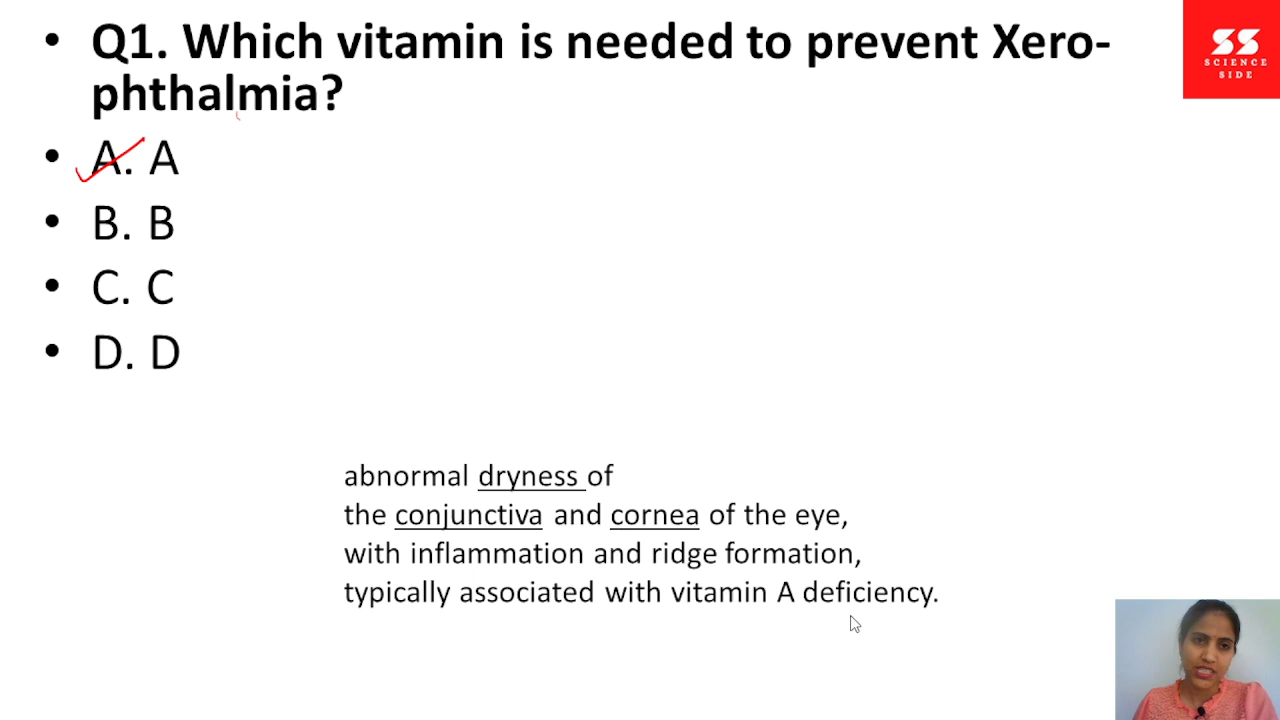 • Q1. Which vitamin is needed to prevent Xero-
phthalmia?
• A. A
• B. B
• C. C
• D. D
abnormal dryness of
the conjunctiva and cornea of the eye,
with inflammation and ridge formation,
typically associated with vitamin A deficiency.
SS
SCIENCE
SIDE